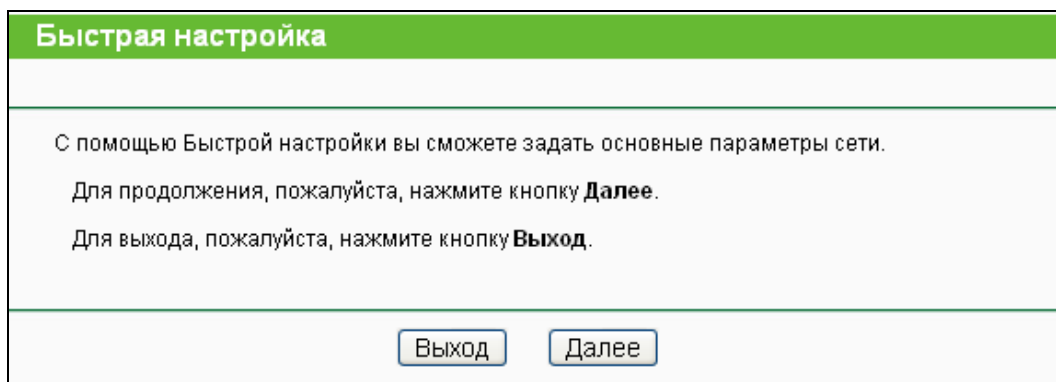 Быстрая настройка
С помощью Быстрой настройки вы сможете задать основные параметры сети.
Для продолжения, пожалуйста, нажмите кнопку Далее.
Для выхода, пожалуйста, нажмите кнопку Выход.
Выход Далее